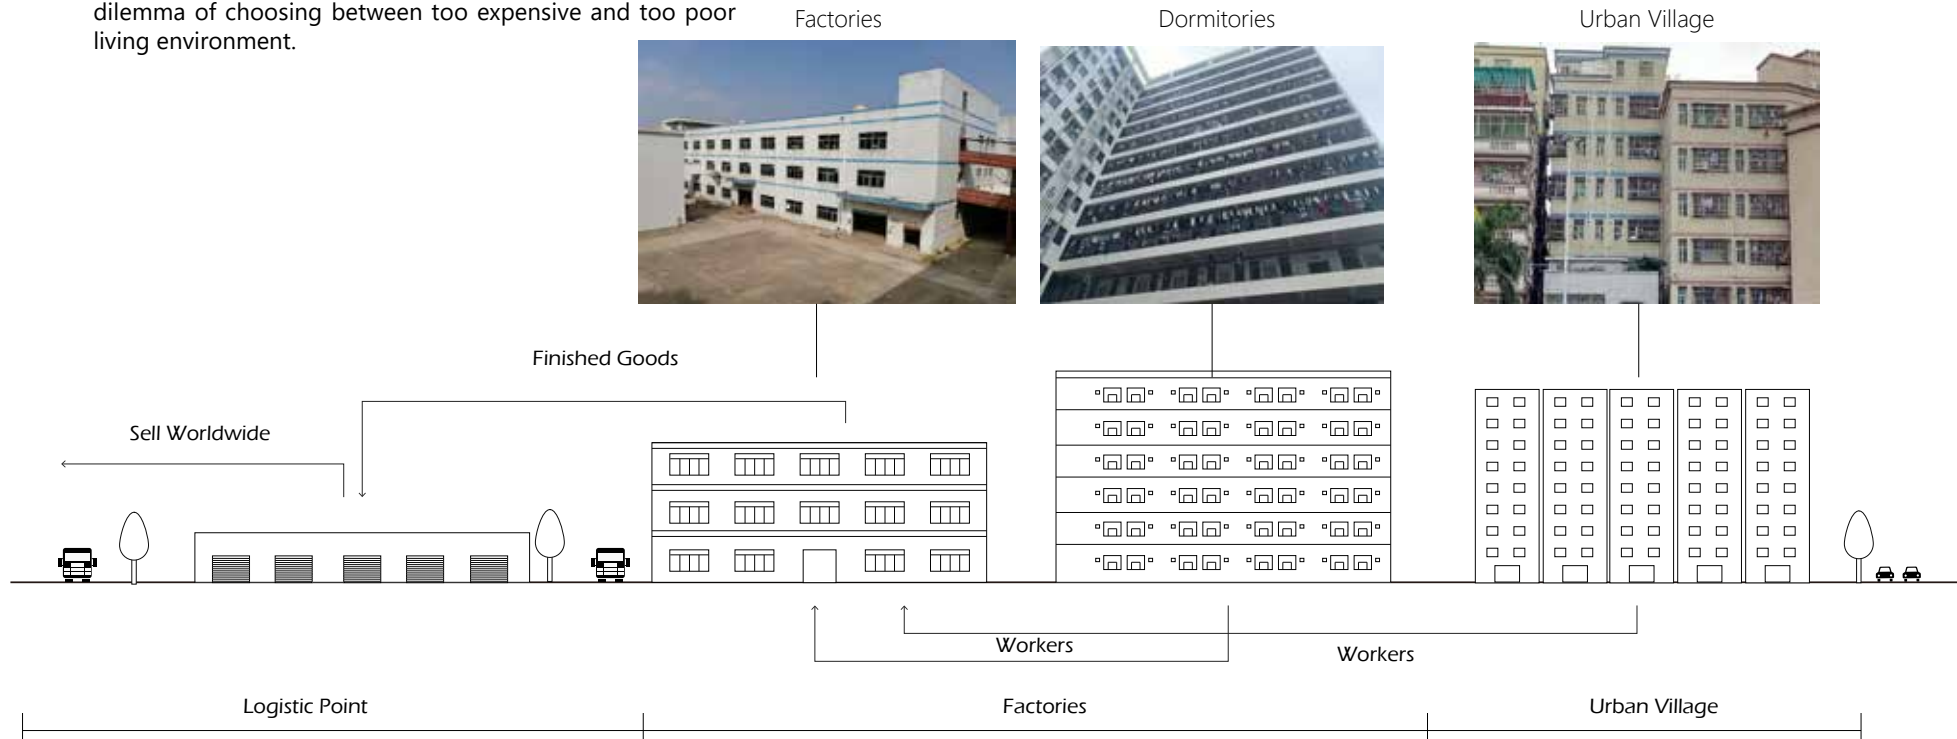 dilemma of choosing between too expensive and too poor
living environment.
Factories
Dormitories
Urban Village
Finished Goods
Sell Worldwide
Workers
Workers
Logistic Point
Factories
Urban Village